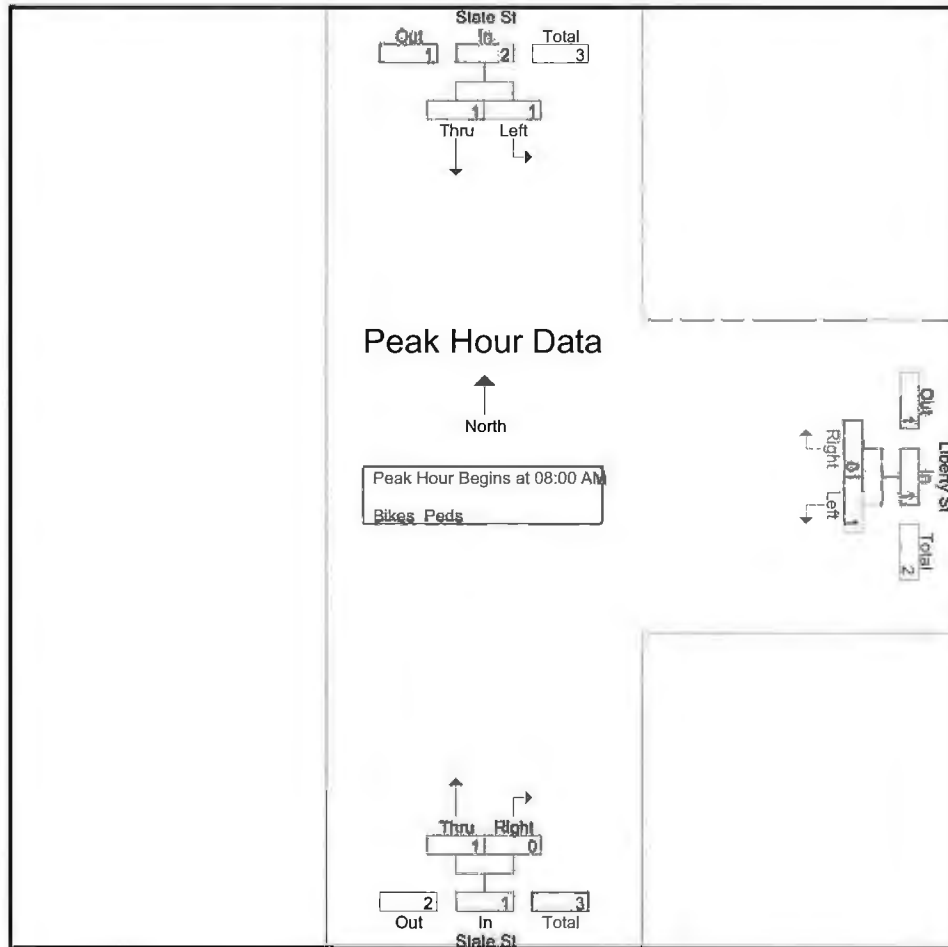 State St
Out In Total
1 2 3
1 1
Thru Left
Peak Hour Data
North
Peak Hour Begins at 08:00 AM
Bikes Peds
Out
1
Right
0
In
1
Liberty St
Left
1
Total
2
Thru Right
1 0
2 1 3
Out In Total
State St